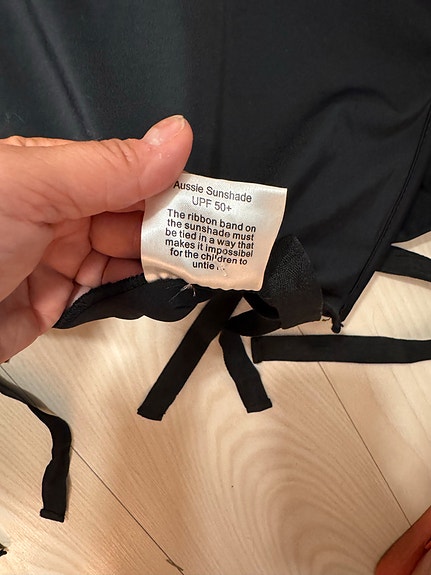 Aussie Sunshade
UPF 50+
The ribbon band on
the sunshade must
be tied in a way that
makes it impossibel
for the children to
untie